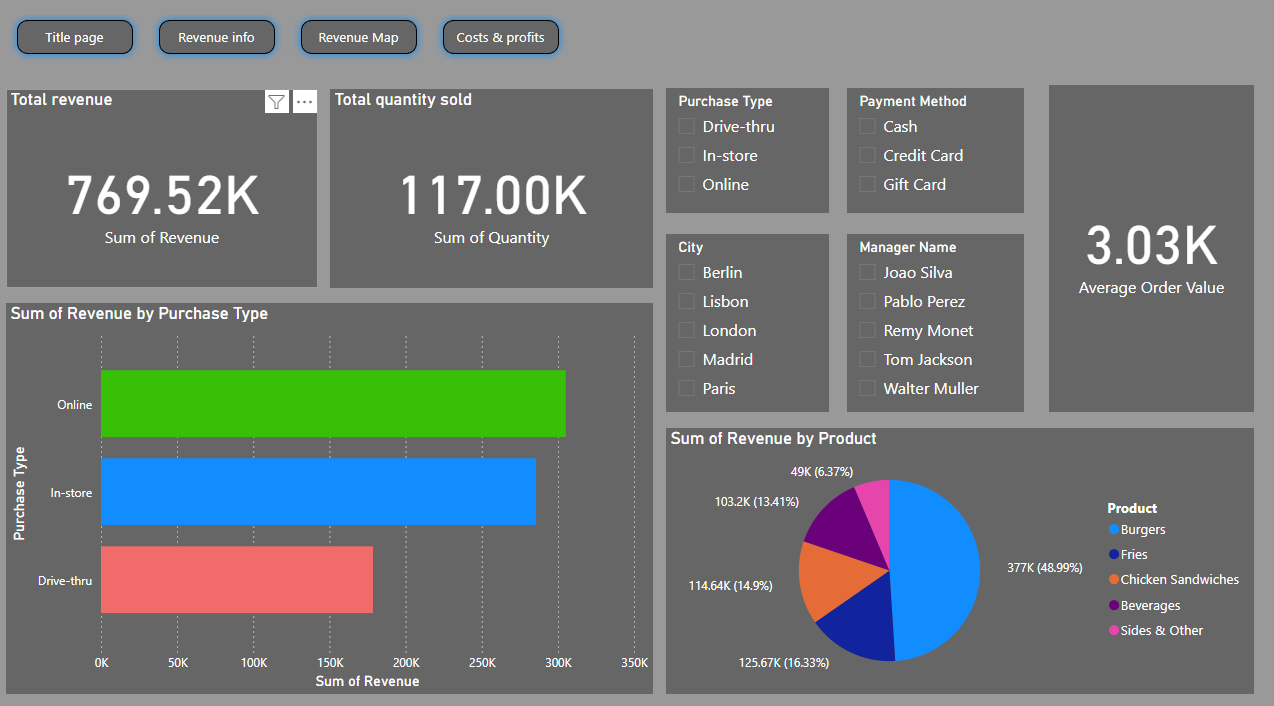 Title page
Revenue info
Revenue Map
Costs & profits
Total revenue
769.52K
Sum of Revenue
Total quantity sold
117.00K
Sum of Quantity
Purchase Type
Drive-thru
In-store
Online
Payment Method
Cash
Credit Card
Gift Card
City
Berlin
Lisbon
London
Madrid
Paris
Manager Name
Joao Silva
Pablo Perez
Remy Monet
Tom Jackson
Walter Muller
3.03K
Average Order Value
Sum of Revenue by Purchase Type
Purchase Type
Online
In-store
Drive-thru
0K 50K 100K 150K 200K 250K 300K 350K
Sum of Revenue
Sum of Revenue by Product
49K (6.37%)
103.2K (13.41%)
114.64K (14.9%)
125.67K (16.33%)
377K (48.99%)
Product
Burgers
Fries
Chicken Sandwiches
Beverages
Sides & Other